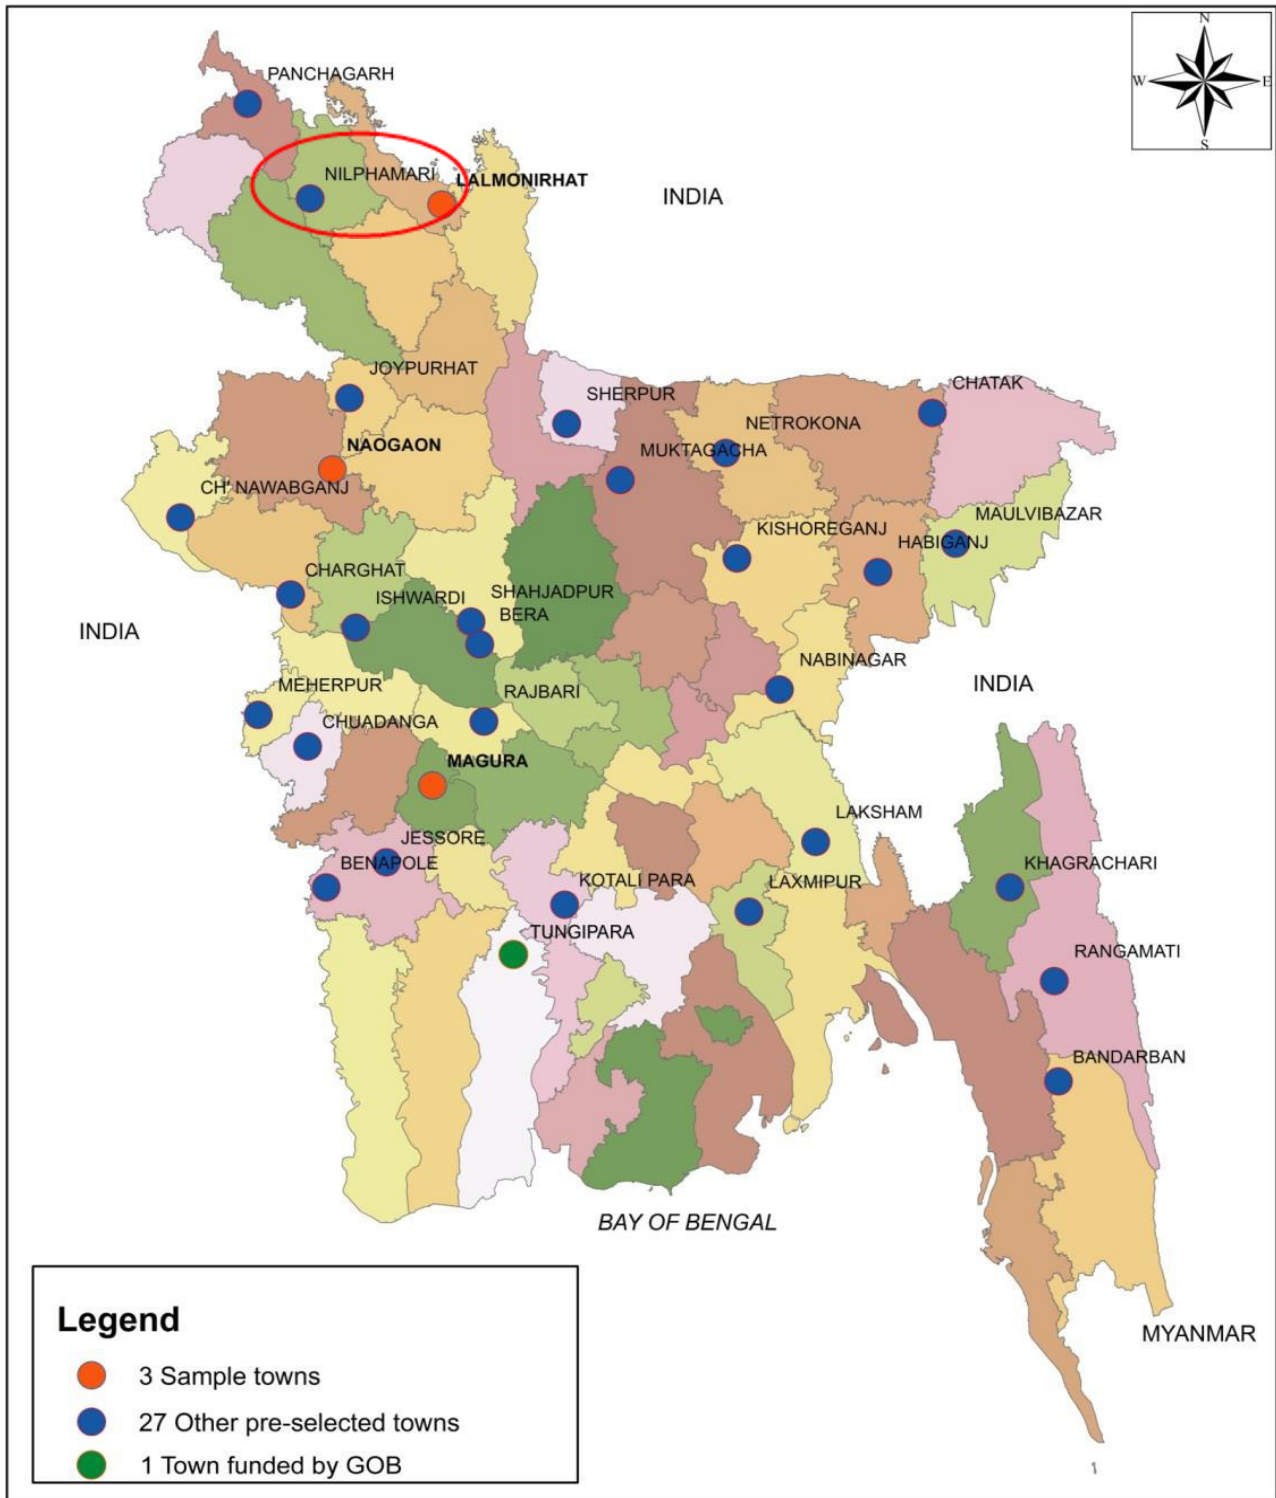 N
W E
S
PANCHAGARH
NILPHAMARI
LALMONIRHAT
INDIA
JOYPURHAT
SHERPUR
CHATAK
NETROKONA
NAOGAON
MUKTAGACHA
CH' NAWABGANJ
MAULVIBAZAR
KISHOREGANJ
HABIGANJ
CHARGHAT
ISHWARDI
SHAHJADPUR
BERA
INDIA
NABINAGAR
MEHERPUR
RAJBARI
INDIA
CHUADANGA
MAGURA
LAKSHAM
JESSORE
BENAPOLE
KHAGRACHARI
KOTALI PARA
LAXMIPUR
TUNGIPARA
RANGAMATI
BANDARBAN
BAY OF BENGAL
MYANMAR
Legend
3 Sample towns
27 Other pre-selected towns
1 Town funded by GOB